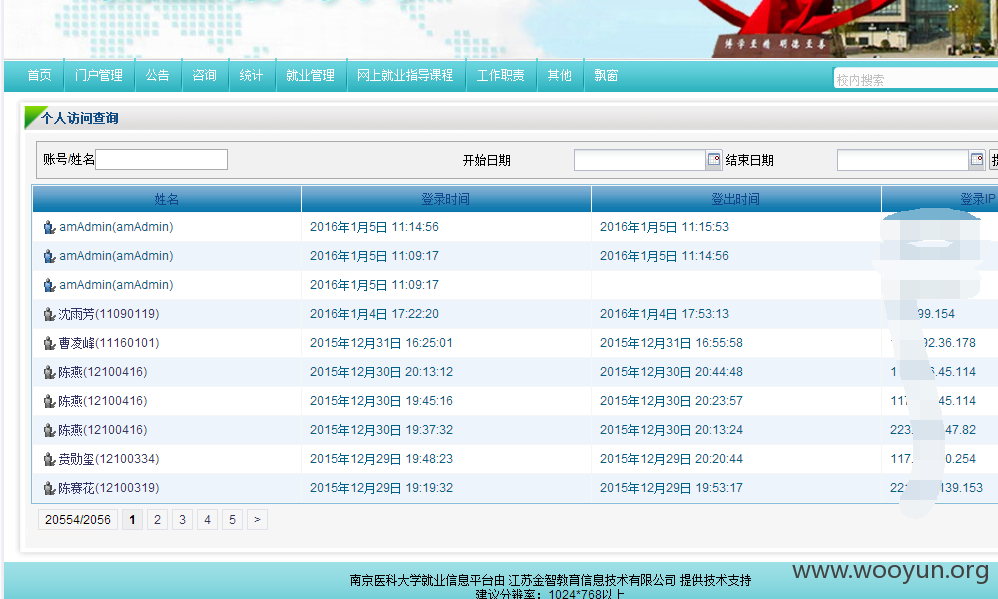 博学至精 明德至善
首页 门户管理 公告 咨询 统计 就业管理 网上就业指导课程 工作职责 其他 飘窗 校内搜索
个人访问查询
账号/姓名 开始日期 结束日期
姓名 登录时间 登出时间 登录IP
amAdmin(amAdmin) 2016年1月5日 11:14:56 2016年1月5日 11:15:53
amAdmin(amAdmin) 2016年1月5日 11:09:17 2016年1月5日 11:14:56
amAdmin(amAdmin) 2016年1月5日 11:09:17
沈雨芳(11090119) 2016年1月4日 17:22:20 2016年1月4日 17:53:13 99.154
曹凌峰(11160101) 2015年12月31日 16:25:01 2015年12月31日 16:55:58 92.36.178
陈燕(12100416) 2015年12月30日 20:13:12 2015年12月30日 20:44:48 1 .45.114
陈燕(12100416) 2015年12月30日 19:45:16 2015年12月30日 20:23:57 117 45.114
陈燕(12100416) 2015年12月30日 19:37:32 2015年12月30日 20:13:24 223. 47.82
贲勋玺(12100334) 2015年12月29日 19:48:23 2015年12月29日 20:20:44 117. 0.254
陈赛花(12100319) 2015年12月29日 19:19:32 2015年12月29日 19:53:17 22 139.153
20554/2056 1 2 3 4 5 >
南京医科大学就业信息平台由 江苏金智教育信息技术有限公司 提供技术支持
建议分辨率：1024*768以上
www.wooyun.org